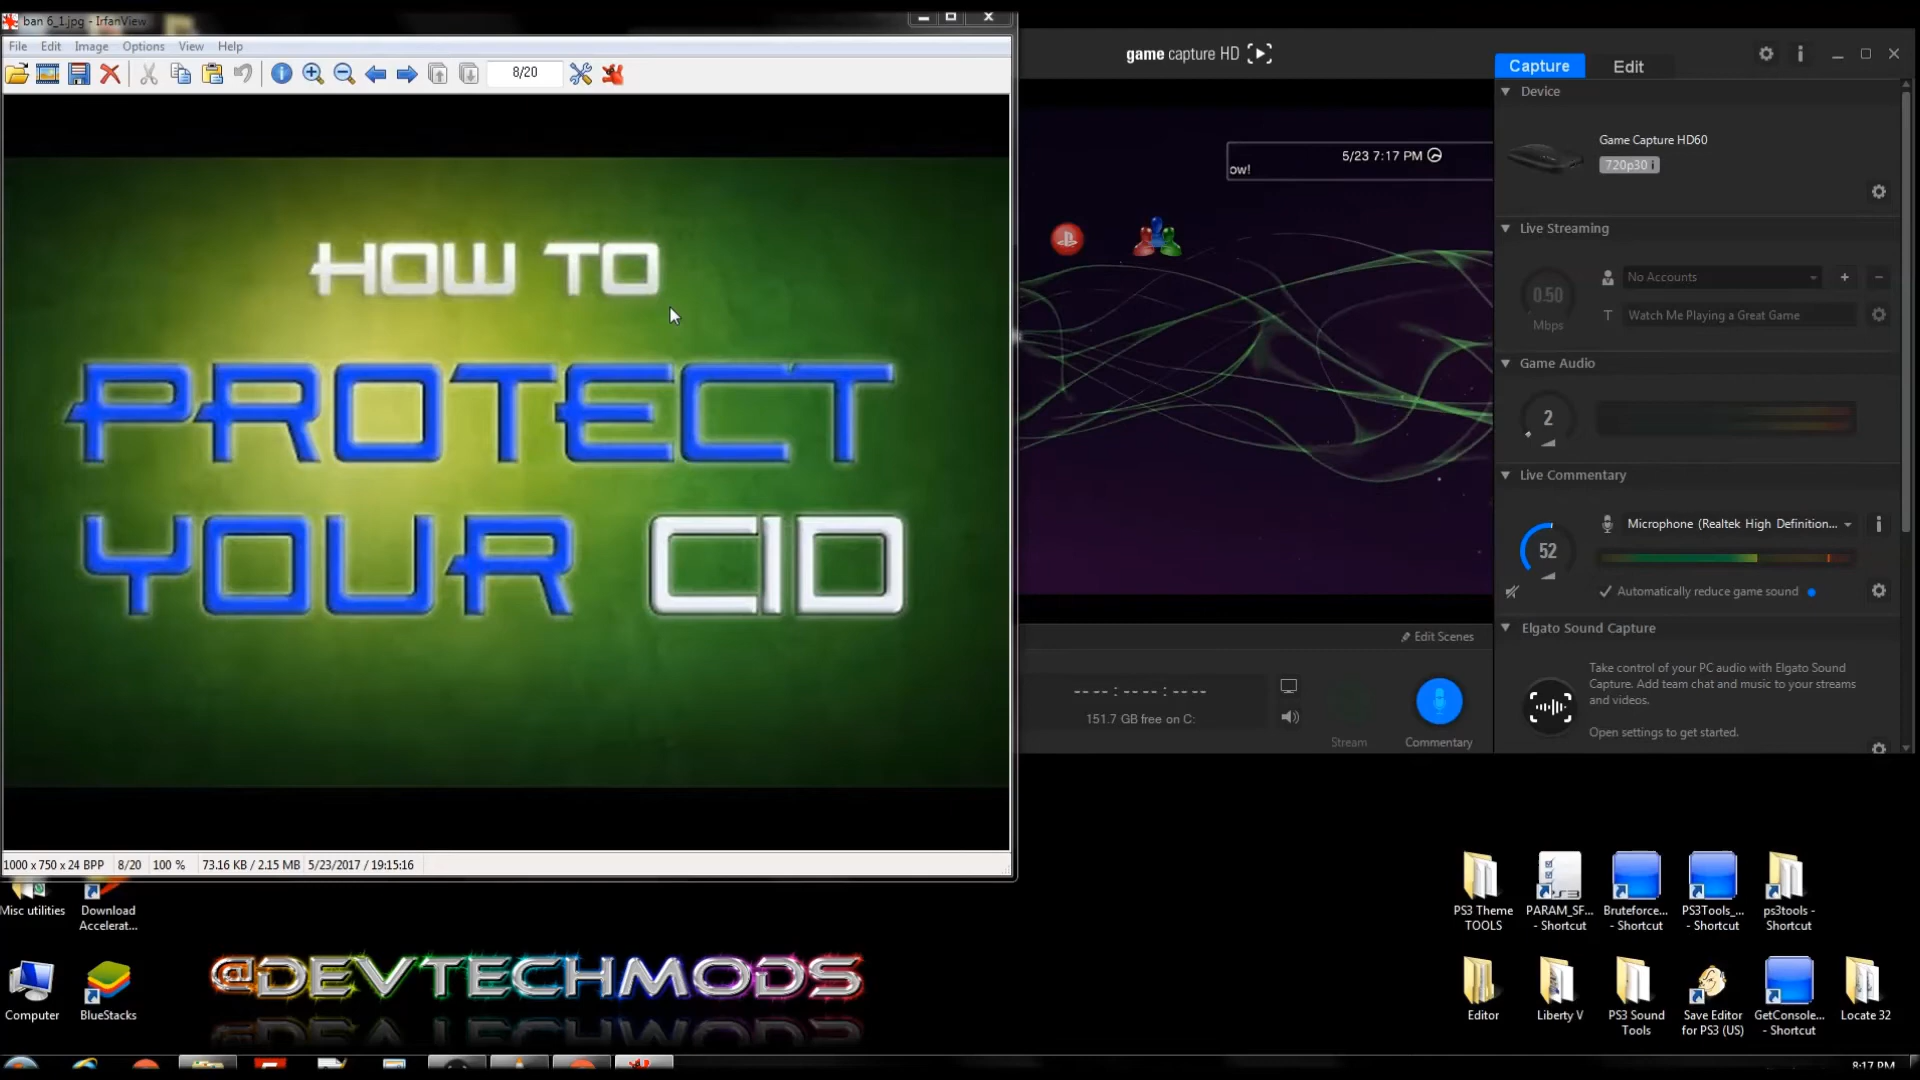 ban 6_1.jpg - IrfanView
File Edit Image Options View Help
8/20
HOW TO
PROTECT
YOUR CID
1000 x 750 x 24 BPP 8/20 100 % 73.16 KB / 2.15 MB 5/23/2017 / 19:15:16
game capture HD
Capture Edit
Device
Game Capture HD60
720p30 i
5/23 7:17 PM
ow!
Live Streaming
0.50
Mbps
No Accounts
T Watch Me Playing a Great Game
Game Audio
2
Live Commentary
52
Microphone (Realtek High Definition...
Automatically reduce game sound
Elgato Sound Capture
Take control of your PC audio with Elgato Sound
Capture. Add team chat and music to your streams
and videos.
Open settings to get started.
Edit Scenes
-- -- : -- -- : -- --
151.7 GB free on C:
Stream
Commentary
Misc utilities
Download
Accelerat...
Computer
BlueStacks
@DEVTECHMODS
PS3 Theme
TOOLS
PARAM_SF...
- Shortcut
Bruteforce...
- Shortcut
PS3Tools_...
- Shortcut
ps3tools -
Shortcut
Editor
Liberty V
PS3 Sound
Tools
Save Editor
for PS3 (US)
GetConsole...
- Shortcut
Locate 32
8:17 PM